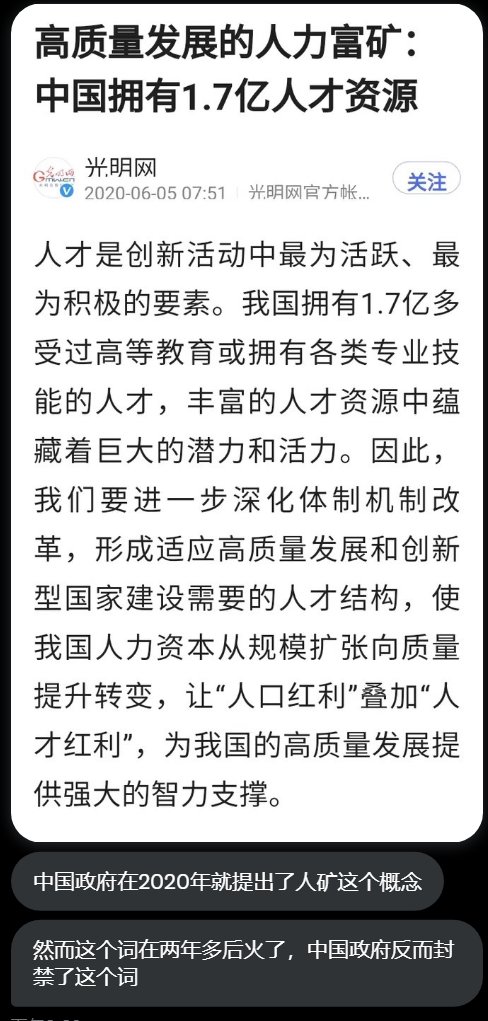 高质量发展的人力富矿：
中国拥有1.7亿人才资源
光明网
2020-06-05 07:51 光明网官方帐...
关注
人才是创新活动中最为活跃、最
为积极的要素。我国拥有1.7亿多
受过高等教育或拥有各类专业技
能的人才，丰富的人才资源中蕴
藏着巨大的潜力和活力。因此，
我们要进一步深化体制机制改
革，形成适应高质量发展和创新
型国家建设需要的人才结构，使
我国人力资本从规模扩张向质量
提升转变，让“人口红利”叠加“人
才红利”，为我国的高质量发展提
供强大的智力支撑。
中国政府在2020年就提出了人矿这个概念
然而这个词在两年多后火了，中国政府反而封
禁了这个词